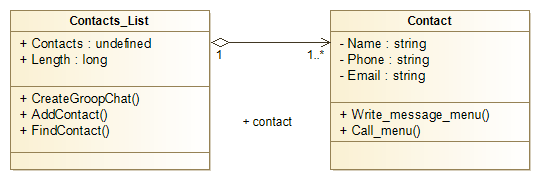 Contacts_List
+ Contacts : undefined
+ Length : long
+ CreateGroopChat()
+ AddContact()
+ FindContact()
1
1..*
+ contact
Contact
- Name : string
- Phone : string
- Email : string
+ Write_message_menu()
+ Call_menu()